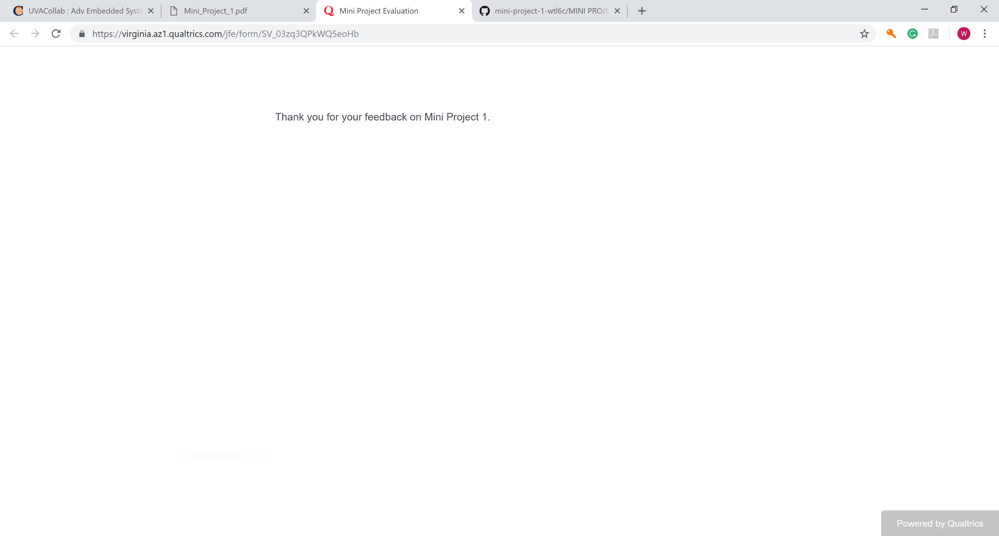 UVACollab : Adv Embedded Syste
Mini_Project_1.pdf
Mini Project Evaluation
mini-project-1-wtl6c/MINI PROJE
https://virginia.az1.qualtrics.com/jfe/form/SV_03zq3QPkWQ5eoHb
W
Thank you for your feedback on Mini Project 1.
Window Snip
Powered by Qualtrics